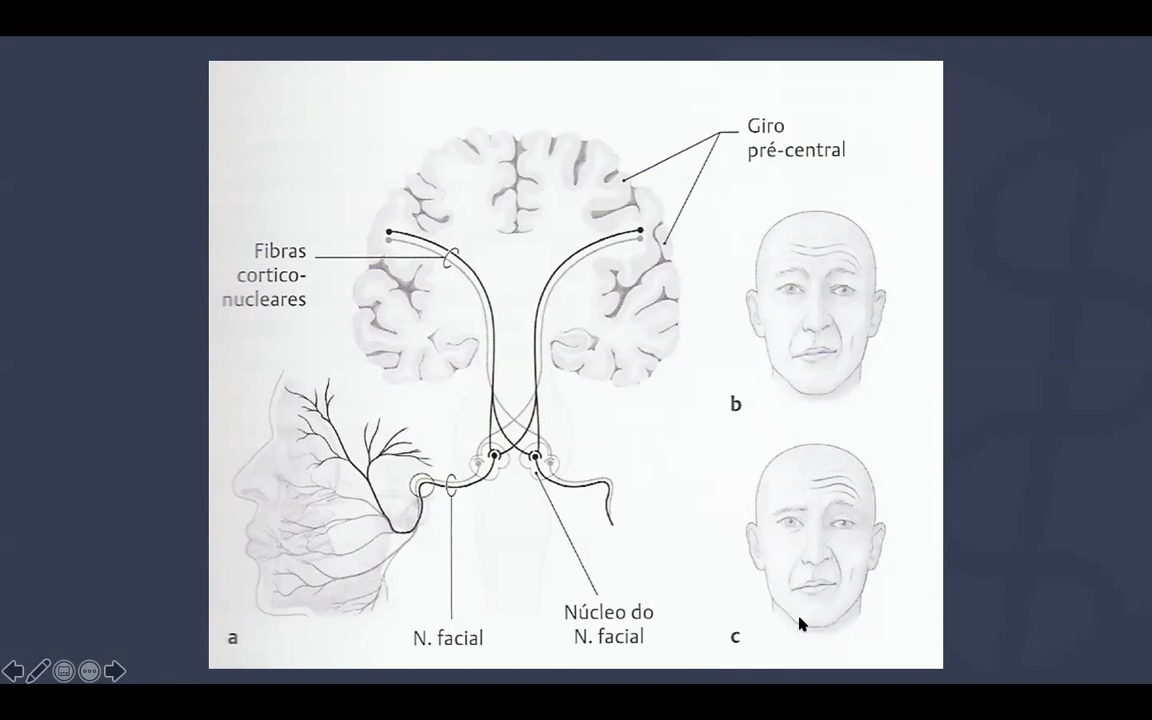 Giro
pré-central
Fibras
cortico-
nucleares
b
a
N. facial
Núcleo do
N. facial
c